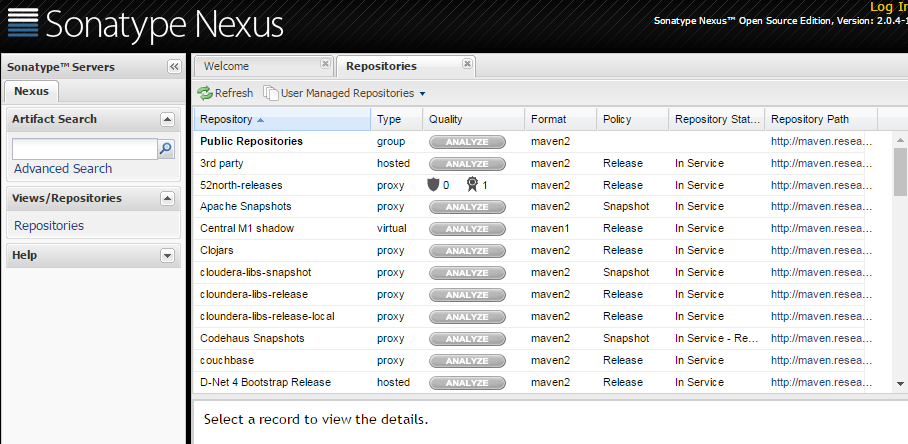 Log In
Sonatype Nexus
Sonatype Nexus™ Open Source Edition, Version: 2.0.4-1
Sonatype™ Servers
Nexus
Artifact Search
Advanced Search
Views/Repositories
Repositories
Help
Welcome Repositories
Refresh User Managed Repositories
Repository Type Quality Format Policy Repository Stat... Repository Path
Public Repositories group ANALYZE maven2 http://maven.resea...
3rd party hosted ANALYZE maven2 Release In Service http://maven.resea...
52north-releases proxy 0 1 maven2 Release In Service http://maven.resea...
Apache Snapshots proxy ANALYZE maven2 Snapshot In Service http://maven.resea...
Central M1 shadow virtual ANALYZE maven1 Release In Service http://maven.resea...
Clojars proxy ANALYZE maven2 Release In Service http://maven.resea...
cloudera-libs-snapshot proxy ANALYZE maven2 Snapshot In Service http://maven.resea...
cloundera-libs-release proxy ANALYZE maven2 Release In Service http://maven.resea...
cloundera-libs-release-local proxy ANALYZE maven2 Release In Service http://maven.resea...
Codehaus Snapshots proxy ANALYZE maven2 Snapshot In Service - Re... http://maven.resea...
couchbase proxy ANALYZE maven2 Release In Service http://maven.resea...
D-Net 4 Bootstrap Release hosted ANALYZE maven2 Release In Service http://maven.resea...
Select a record to view the details.